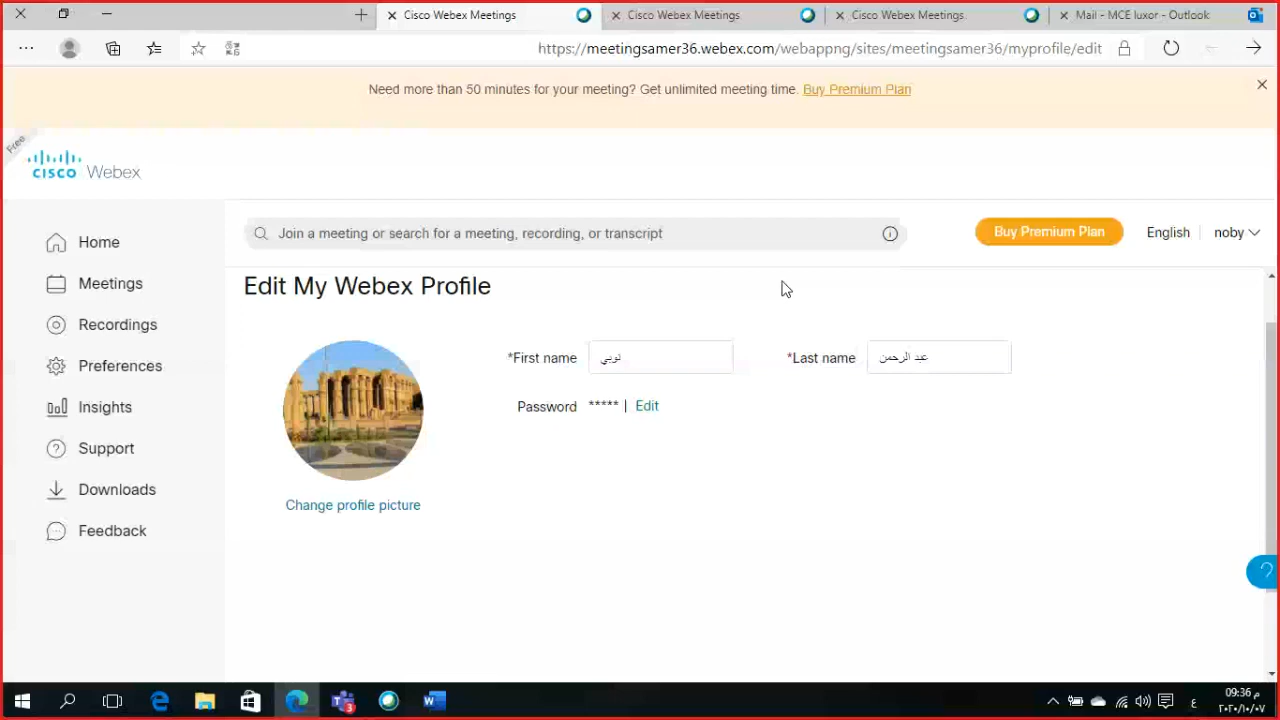 Cisco Webex Meetings
Cisco Webex Meetings
Cisco Webex Meetings
Mail - MCE luxor - Outlook
https://meetingsamer36.webex.com/webappng/sites/meetingsamer36/myprofile/edit
Need more than 50 minutes for your meeting? Get unlimited meeting time. Buy Premium Plan
Free
CISCO Webex
Join a meeting or search for a meeting, recording, or transcript
Buy Premium Plan
English
noby
Home
Meetings
Recordings
Preferences
Insights
Support
Downloads
Feedback
Edit My Webex Profile
*First name نوبي
*Last name عبد الرحمن
Password ***** | Edit
Change profile picture
?
3
ع
09:36 م
٢٠٢٠/١٠/٠٧